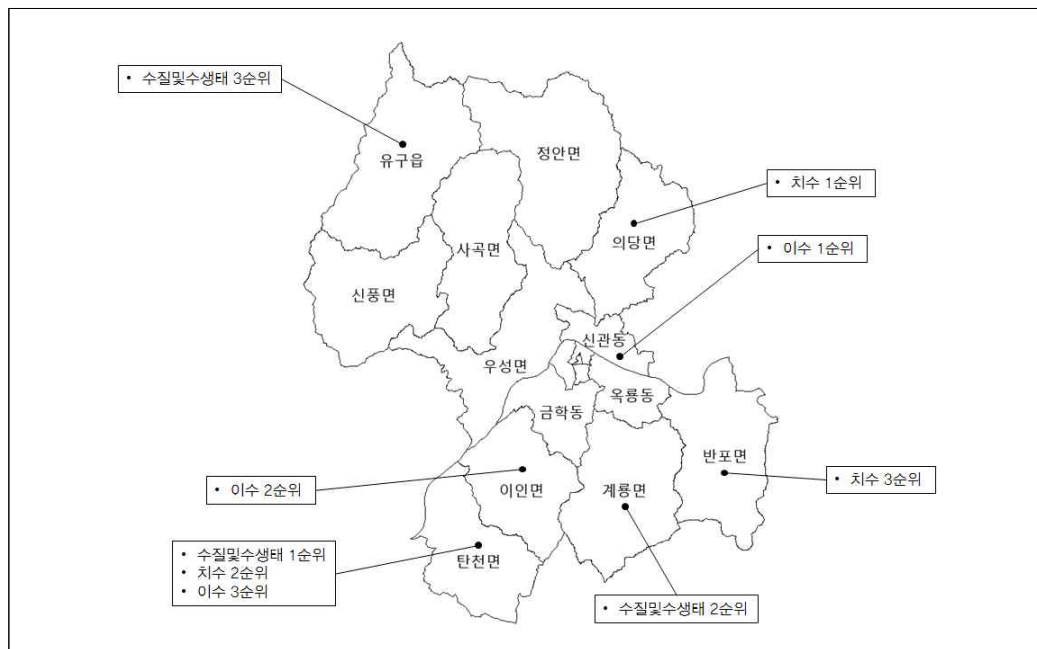 • 수질및수생태 3순위
유구읍
정안면
• 치수 1순위
의당면
사곡면
• 이수 1순위
신풍면
신관동
우성면
옥룡동
금학동
반포면
• 이수 2순위
이인면
계룡면
• 치수 3순위
• 수질및수생태 1순위
• 치수 2순위
• 이수 3순위
탄천면
• 수질및수생태 2순위